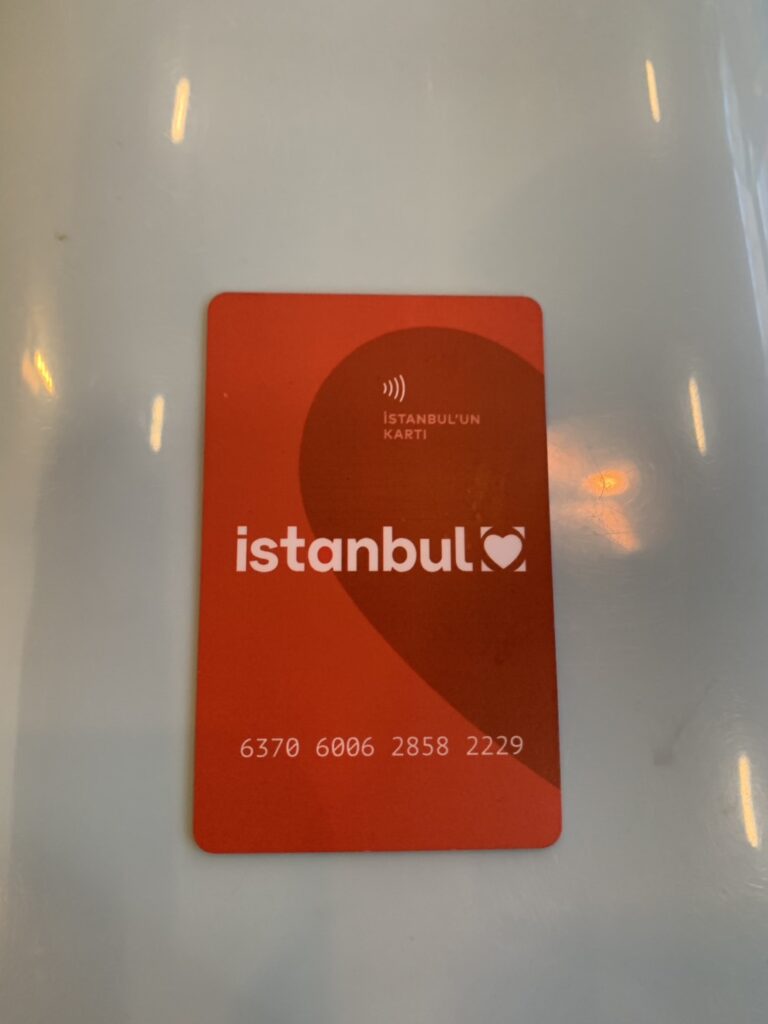 İSTANBUL'UN
KARTI
istanbul
6370 6006 2858 2229